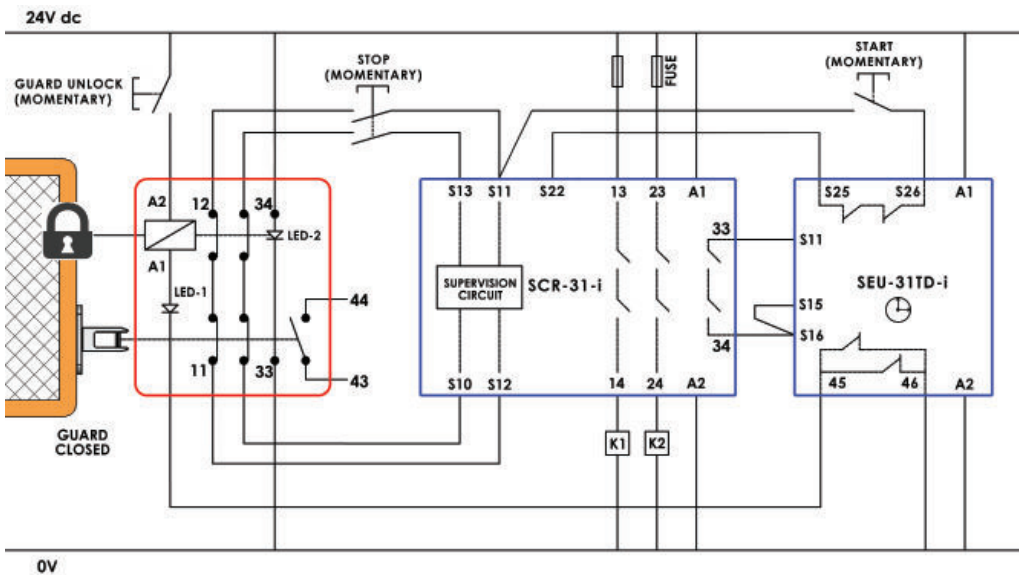 24V dc
GUARD UNLOCK
(MOMENTARY)
STOP
(MOMENTARY)
FUSE
START
(MOMENTARY)
A2
12
34
LED-2
A1
LED-1
44
11
33
43
GUARD
CLOSED
S13
S11
S22
13
23
A1
SUPERVISION
CIRCUIT
SCR-31-i
33
34
S10
S12
14
24
A2
K1
K2
S25
S26
A1
S11
SEU-31TD-i
S15
S16
45
46
A2
0V